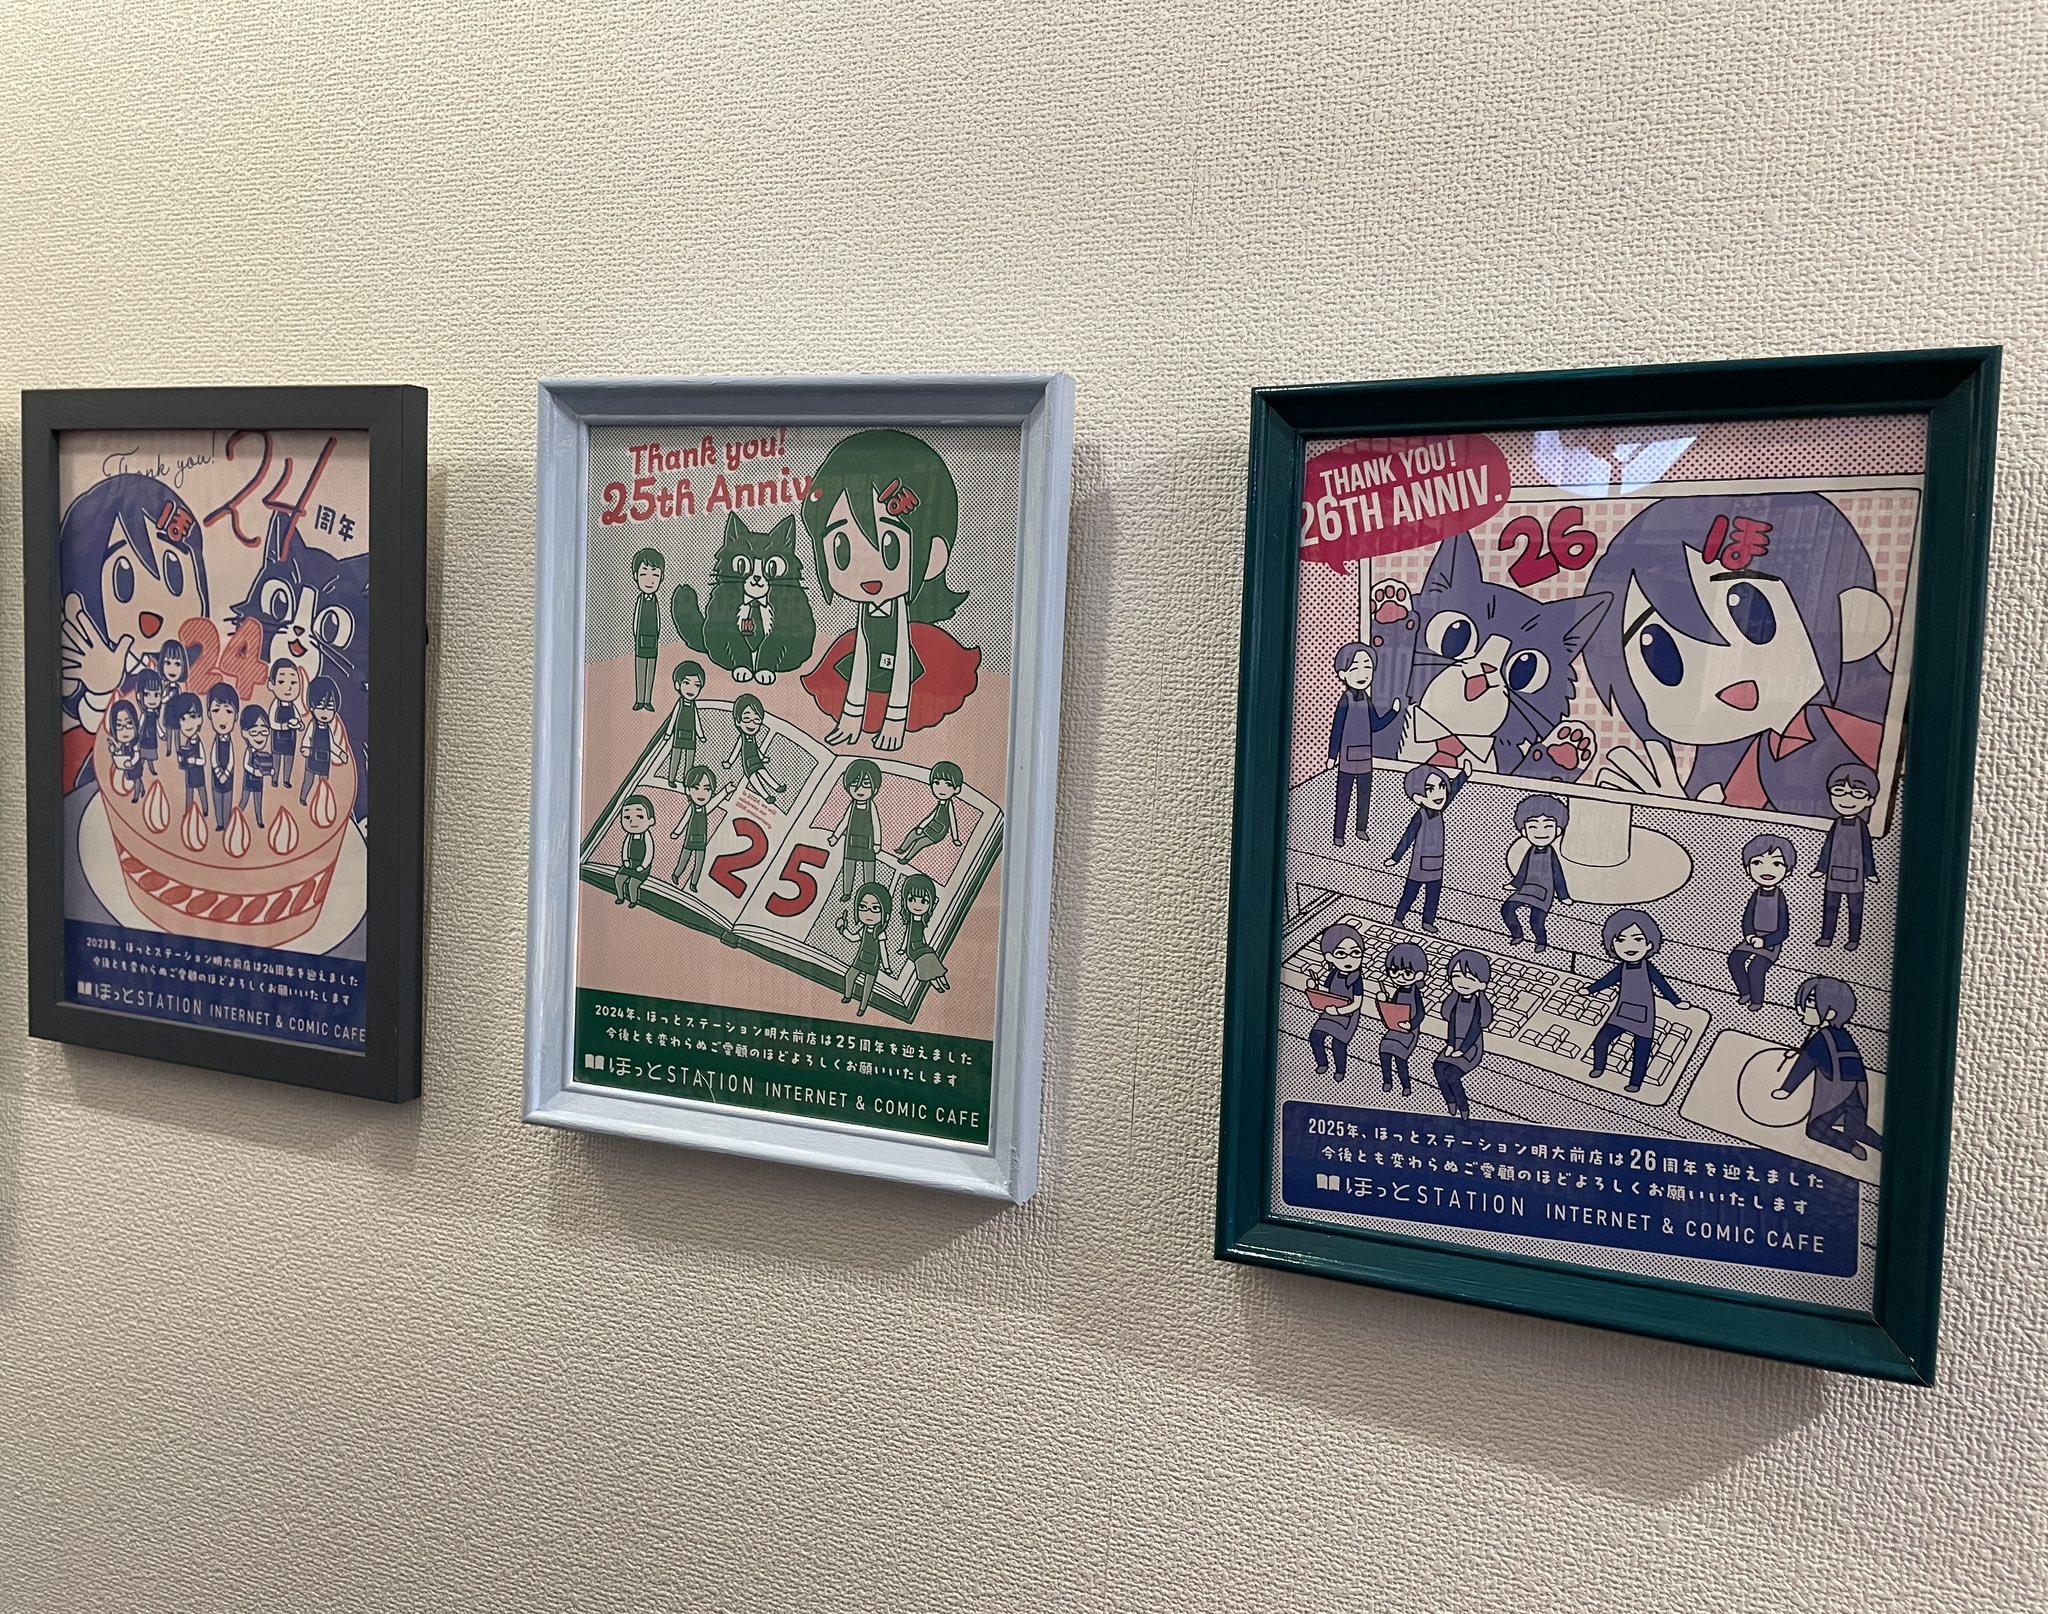 Thank you!
24
周年
ほ
24
2023年、ほっとステーション明大前店は24周年を迎えました
今後とも変わらぬご愛顧のほどよろしくお願いいたします
ほっとSTATION INTERNET & COMIC CAFE
Thank you!
25th Anniv.
ほ
ほ
25
2024年、ほっとステーション明大前店は25周年を迎えました
今後とも変わらぬご愛顧のほどよろしくお願いいたします
ほっとSTATION INTERNET & COMIC CAFE
THANK YOU!
26TH ANNIV.
26
ほ
2025年、ほっとステーション明大前店は26周年を迎えました
今後とも変わらぬご愛顧のほどよろしくお願いいたします
ほっとSTATION INTERNET & COMIC CAFE